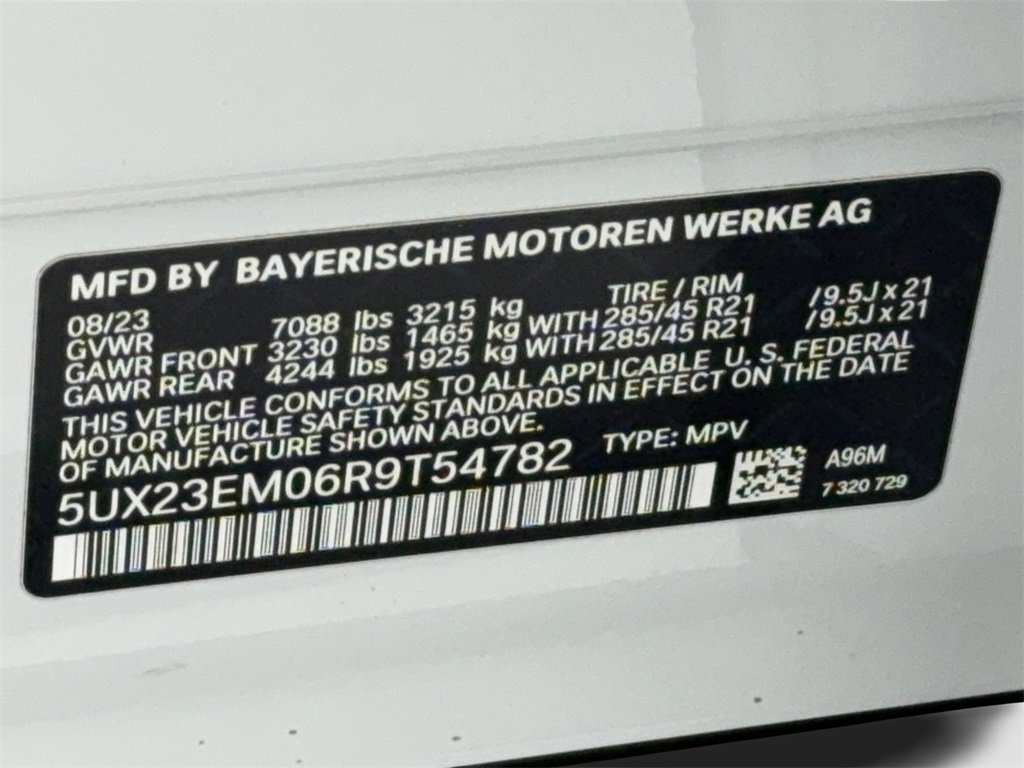 MFD BY BAYERISCHE MOTOREN WERKE AG
08/23 TIRE / RIM
GVWR 7088 lbs 3215 kg
GAWR FRONT 3230 lbs 1465 kg WITH 285/45 R21 / 9.5J x 21
GAWR REAR 4244 lbs 1925 kg WITH 285/45 R21 / 9.5J x 21
THIS VEHICLE CONFORMS TO ALL APPLICABLE U. S. FEDERAL
MOTOR VEHICLE SAFETY STANDARDS IN EFFECT ON THE DATE
OF MANUFACTURE SHOWN ABOVE.
5UX23EM06R9T54782 TYPE: MPV
A96M
7 320 729